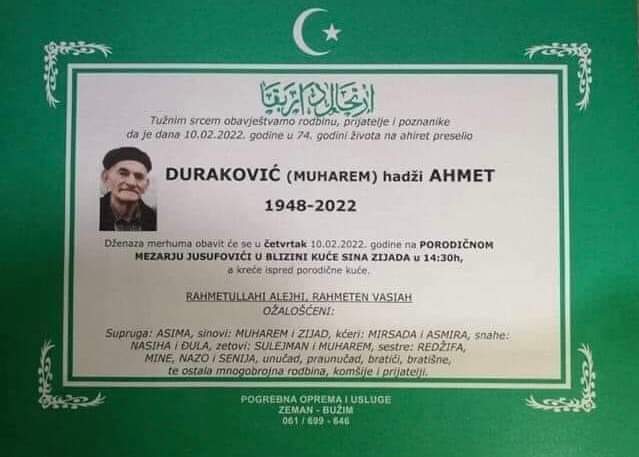 ارتحال دار بقا
Tužnim srcem obavještavamo rodbinu, prijatelje i poznanike
da je dana 10.02.2022. godine u 74. godini života na ahiret preselio
DURAKOVIĆ (MUHAREM) hadži AHMET
1948-2022
Dženaza merhuma obavit će se u četvrtak 10.02.2022. godine na PORODIČNOM
MEZARJU JUSUFOVIĆI U BLIZINI KUĆE SINA ZIJADA u 14:30h,
a kreće ispred porodične kuće.
RAHMETULLAHI ALEJHI, RAHMETEN VASIAH
OŽALOŠĆENI:
Supruga: ASIMA, sinovi: MUHAREM i ZIJAD, kćeri: MIRSADA i ASMIRA, snahe:
NASIHA i ĐULA, zetovi: SULEJMAN i MUHAREM, sestre: REDŽIFA,
MINE, NAZO i SENIJA, unučad, praunučad, bratići, bratišne,
te ostala mnogobrojna rodbina, komšije i prijatelji.
POGREBNA OPREMA I USLUGE
ZEMAN - BUŽIM
061 / 699 - 646